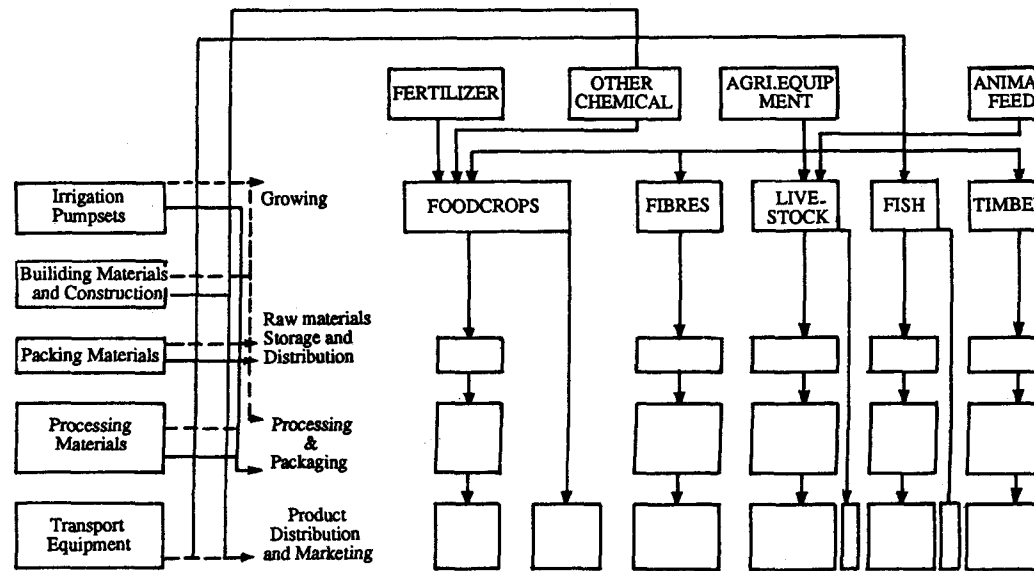 FERTILIZER
OTHER
CHEMICAL
AGRI.EQUIP
MENT
ANIMA
FEED
Irrigation
Pumpsets
Growing
FOODCROPS
FIBRES
LIVE-
STOCK
FISH
TIMBE
Builiding Materials
and Construction
Raw materials
Storage and
Distribution
Packing Materials
Processing
Materials
Processing
&
Packaging
Transport
Equipment
Product
Distribution
and Marketing